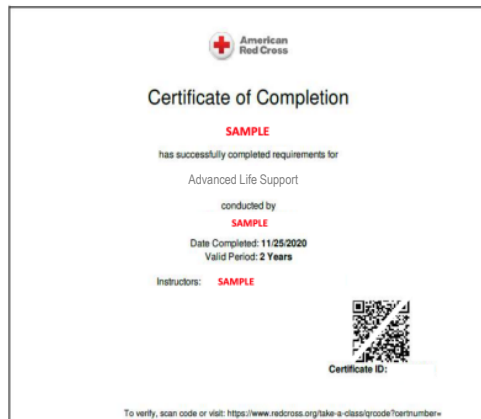 American
Red Cross
Certificate of Completion
SAMPLE
has successfully completed requirements for
Advanced Life Support
conducted by
SAMPLE
Date Completed: 11/25/2020
Valid Period: 2 Years
Instructors: SAMPLE
Certificate ID:
To verify, scan code or visit: https://www.redcross.org/take-a-class/qrcode?certnumber=